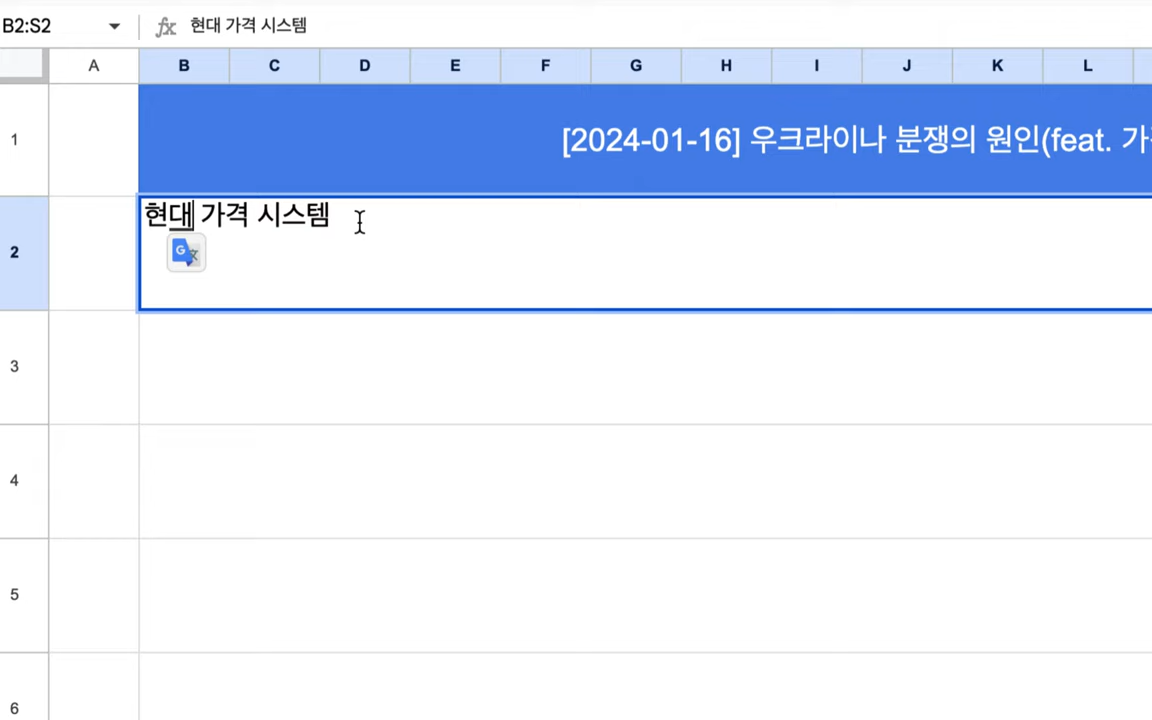 B2:S2
fx 현대 가격 시스템
A B C D E F G H I J K L
1 [2024-01-16] 우크라이나 분쟁의 원인(feat.
2 현대 가격 시스템
3
4
5
6